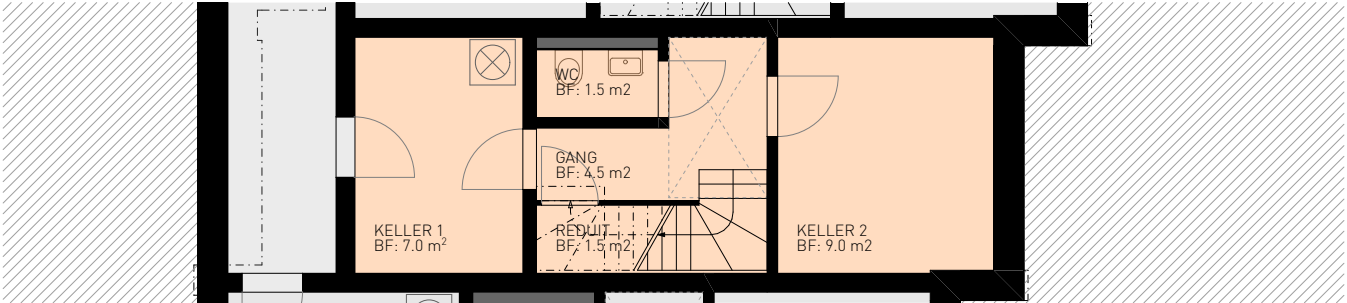 WC
BF: 1.5 m2
GANG
BF: 4.5 m2
KELLER 1
BF: 7.0 m²
REDUIT
BF: 1.5 m2
KELLER 2
BF: 9.0 m2